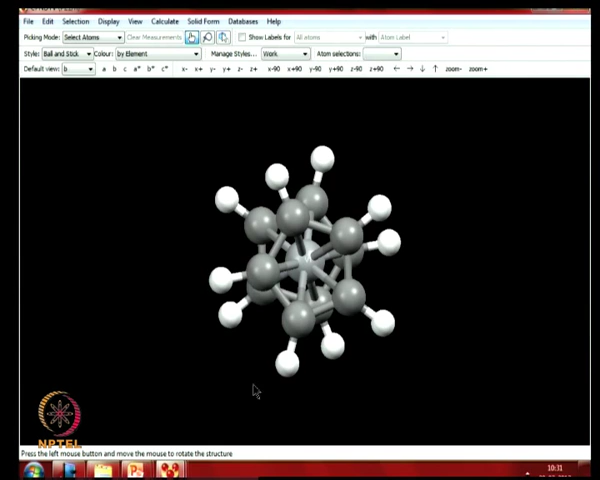 File Edit Selection Display View Calculate Solid Form Databases Help
Picking Mode: Select Atoms Clear Measurements Show Labels for All atoms with Atom Label
Style: Ball and Stick Colour: by Element Manage Styles... Work Atom selections:
Default view: b a b c a* b* c* x- x+ y- y+ z- z+ x-90 x+90 y-90 y+90 z-90 z+90 ← → ↓ ↑ zoom- zoom+
NPTEL
Press the left mouse button and move the mouse to rotate the structure
10:31